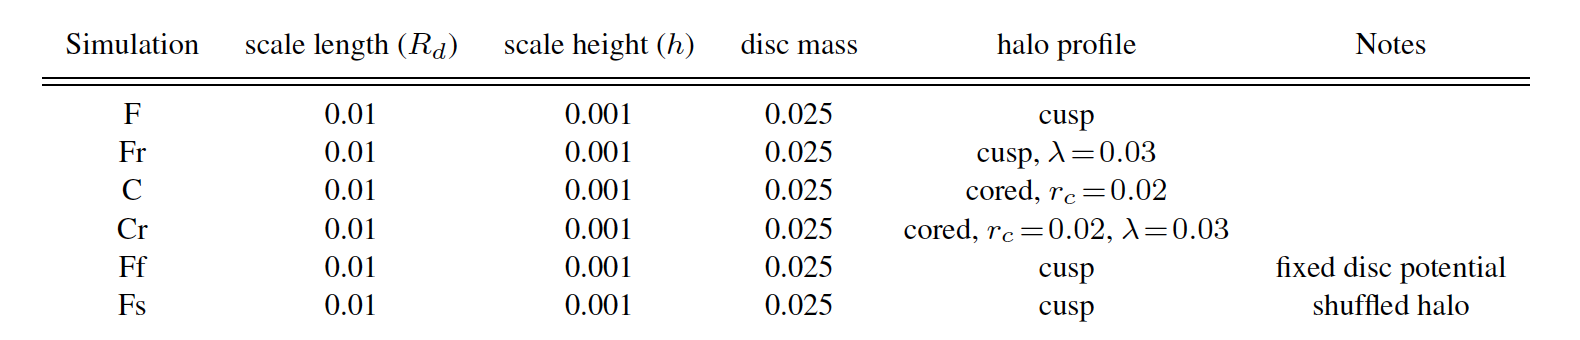 Simulation scale length (R_d) scale height (h) disc mass halo profile Notes
F 0.01 0.001 0.025 cusp
Fr 0.01 0.001 0.025 cusp, λ=0.03
C 0.01 0.001 0.025 cored, r_c=0.02
Cr 0.01 0.001 0.025 cored, r_c=0.02, λ=0.03
Ff 0.01 0.001 0.025 cusp fixed disc potential
Fs 0.01 0.001 0.025 cusp shuffled halo